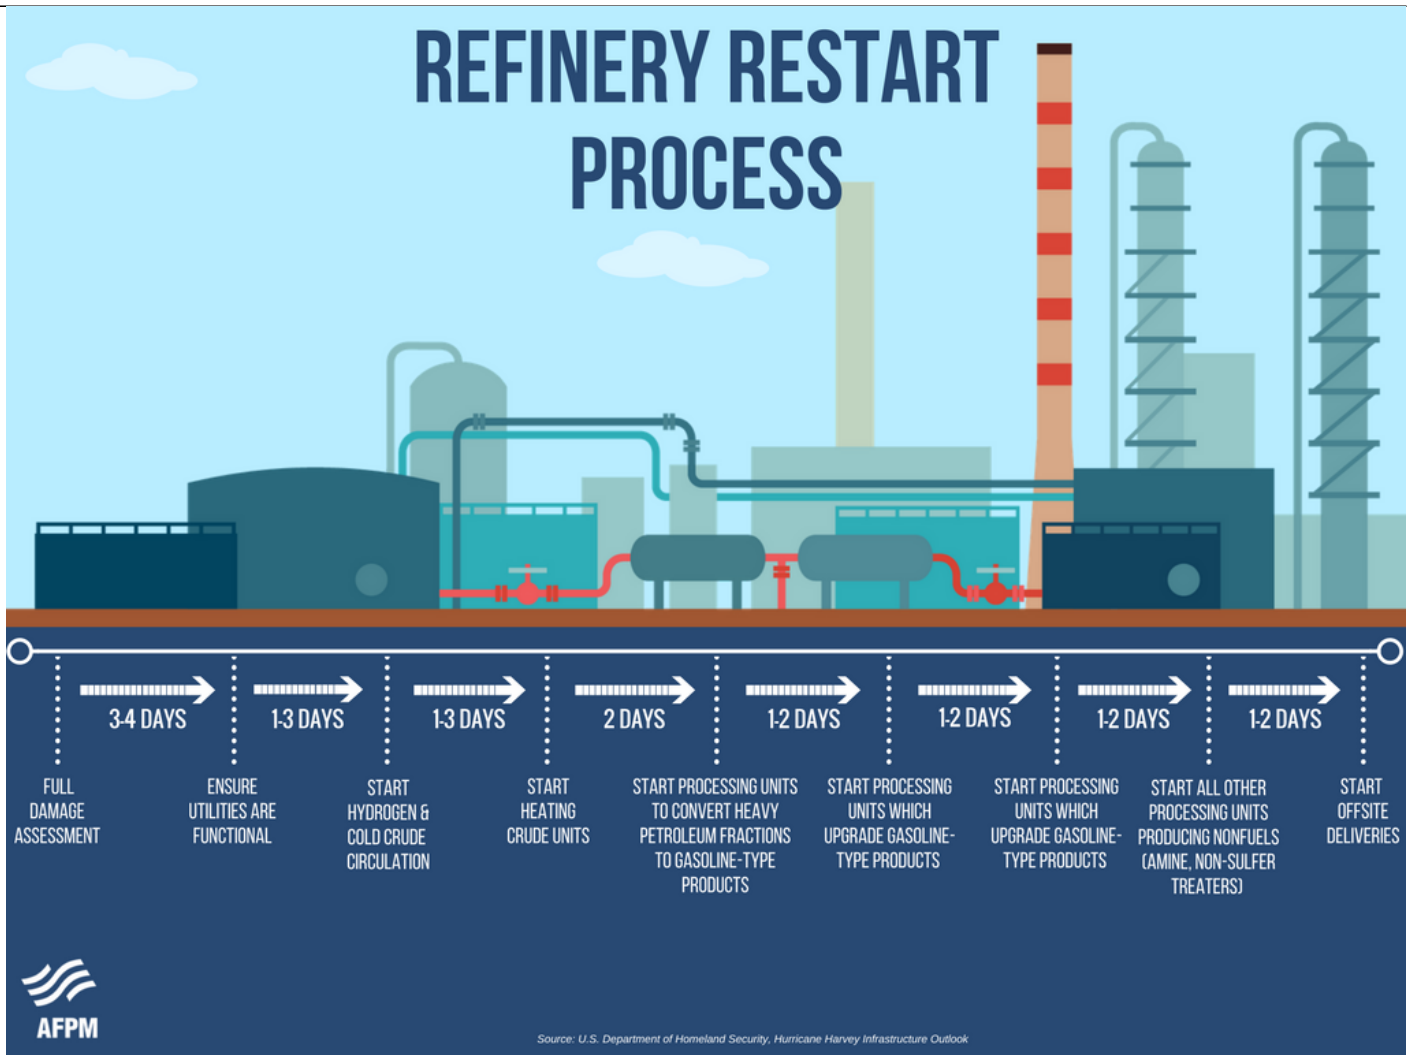 REFINERY RESTART
PROCESS
3-4 DAYS
1-3 DAYS
1-3 DAYS
2 DAYS
1-2 DAYS
1-2 DAYS
1-2 DAYS
1-2 DAYS
FULL
DAMAGE
ASSESSMENT
ENSURE
UTILITIES ARE
FUNCTIONAL
START
HYDROGEN &
COLD CRUDE
CIRCULATION
START
HEATING
CRUDE UNITS
START PROCESSING UNITS
TO CONVERT HEAVY
PETROLEUM FRACTIONS
TO GASOLINE-TYPE
PRODUCTS
START PROCESSING
UNITS WHICH
UPGRADE GASOLINE-
TYPE PRODUCTS
START PROCESSING
UNITS WHICH
UPGRADE GASOLINE-
TYPE PRODUCTS
START ALL OTHER
PROCESSING UNITS
PRODUCING NONFUELS
(AMINE, NON-SULFER
TREATERS)
START
OFFSITE
DELIVERIES
AFPM
Source: U.S. Department of Homeland Security, Hurricane Harvey Infrastructure Outlook